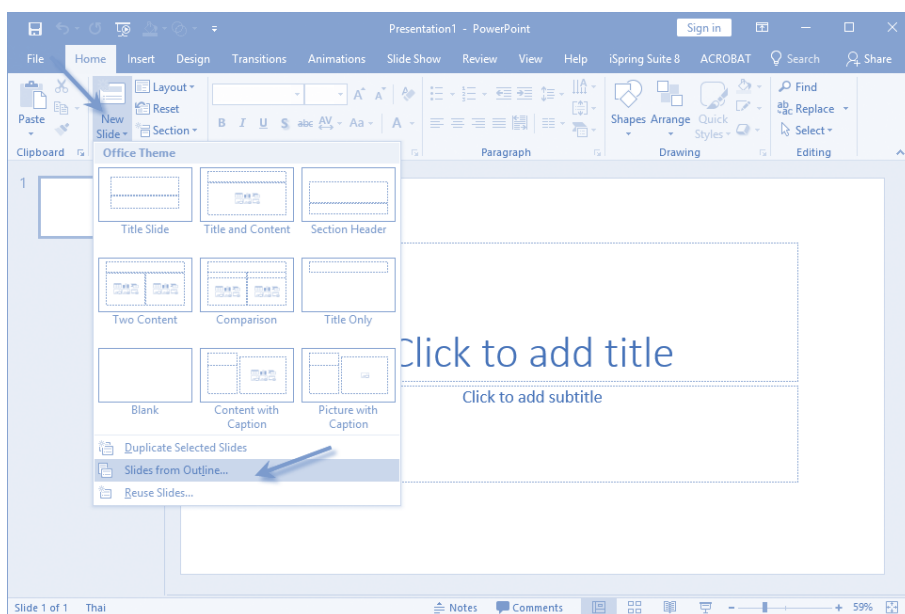 Presentation1 - PowerPoint
Sign in
File Home Insert Design Transitions Animations Slide Show Review View Help iSpring Suite 8 ACROBAT Search Share
Paste
New
Slide
Layout
Reset
Section
B I U S abc AV Aa A
Shapes Arrange Quick
Styles
Find
Replace
Select
Clipboard
Paragraph
Drawing
Editing
Office Theme
Title Slide Title and Content Section Header
Two Content Comparison Title Only
Blank Content with
Caption Picture with
Caption
Duplicate Selected Slides
Slides from Outline...
Reuse Slides...
1
Click to add title
Click to add subtitle
Slide 1 of 1 Thai Notes Comments 59%